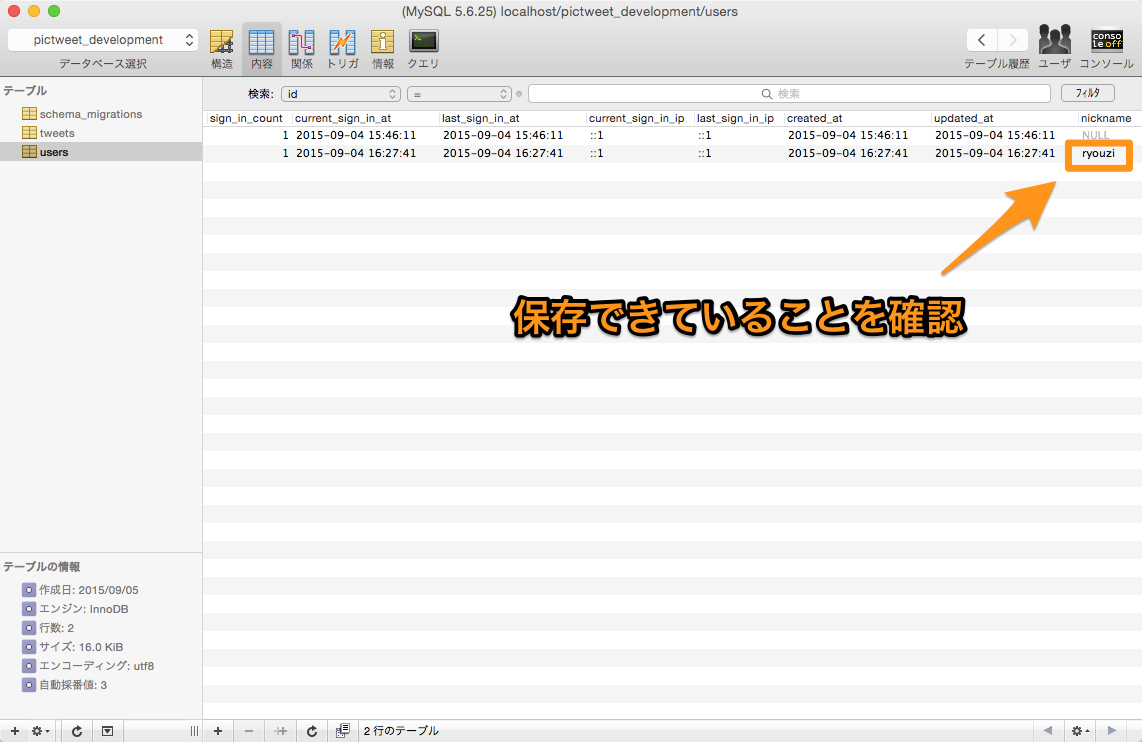 (MySQL 5.6.25) localhost/pictweet_development/users
pictweet_development
データベース選択
構造
内容
関係
トリガ
情報
クエリ
テーブル履歴
ユーザ
conso
le off
コンソール
テーブル
schema_migrations
tweets
users
検索: id = 検索 フィルタ
sign_in_count current_sign_in_at last_sign_in_at current_sign_in_ip last_sign_in_ip created_at updated_at nickname
1 2015-09-04 15:46:11 2015-09-04 15:46:11 ::1 ::1 2015-09-04 15:46:11 2015-09-04 15:46:11 NULL
1 2015-09-04 16:27:41 2015-09-04 16:27:41 ::1 ::1 2015-09-04 16:27:41 2015-09-04 16:27:41 ryouzi
保存できていることを確認
テーブルの情報
作成日: 2015/09/05
エンジン: InnoDB
行数: 2
サイズ: 16.0 KiB
エンコーディング: utf8
自動採番値: 3
2 行のテーブル